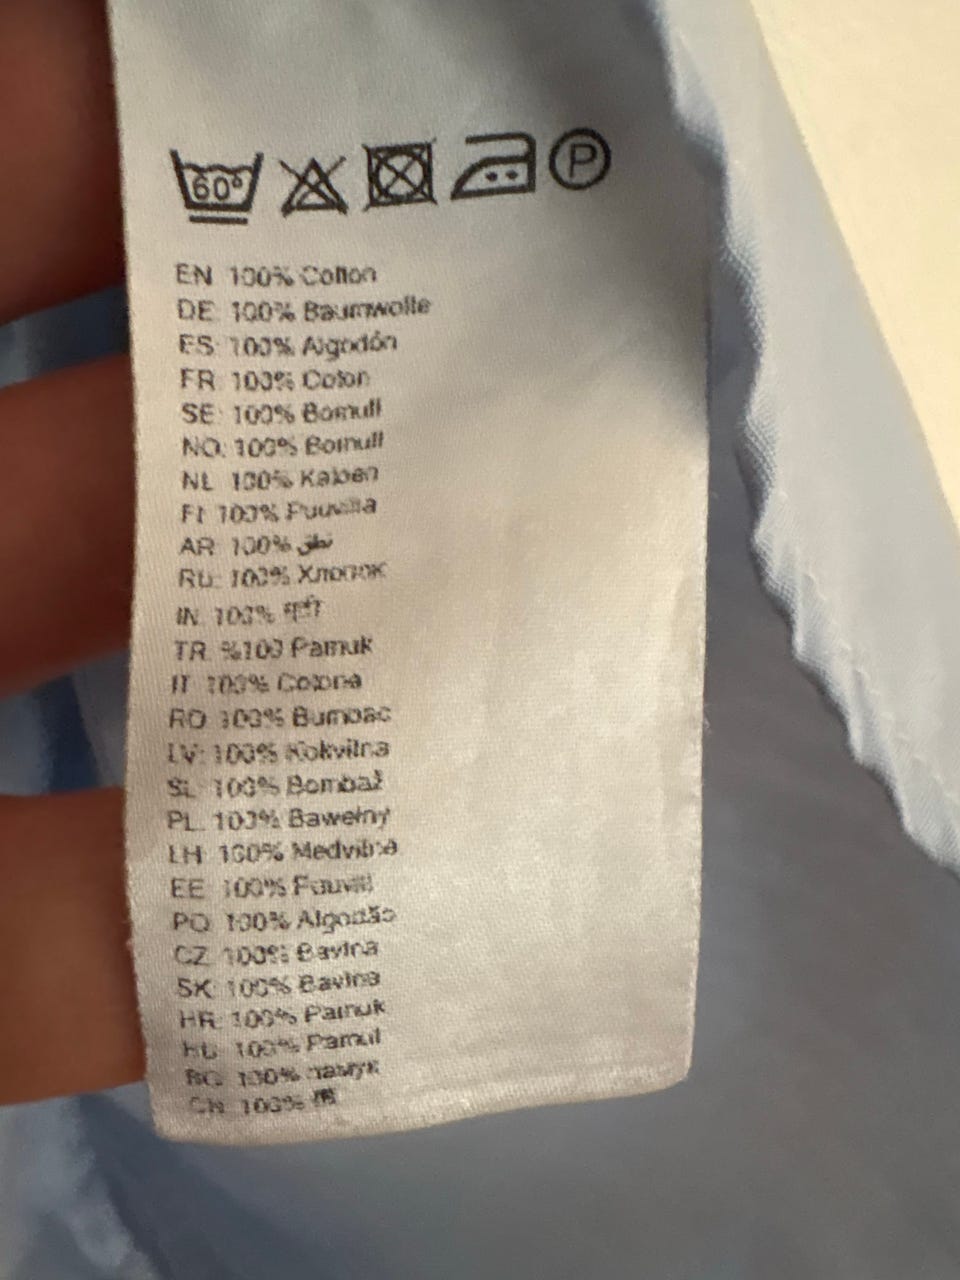 60°
P
EN 100% Cotton
DE: 100% Baumwolle
ES: 100% Algodón
FR: 100% Coton
SE: 100% Bomull
NO: 100% Bomull
NL 100% Katoen
FI: 100% Puuvilla
AR: 100% قطن
RU: 100% Хлопок
IN: 100%
TR: %100 Pamuk
IT 100% Cotone
RO 100% Bumbac
LV: 100% Kokvilna
SL: 100% Bombaž
PL: 100% Bawełny
LH: 100% Medvilnė
EE: 100% Puuvill
PO: 100% Algodão
CZ: 100% Bavlna
SK: 100% Bavlna
HR: 100% Pamuk
HU: 100% Pamut
BG: 100% памук
CN: 100% 棉